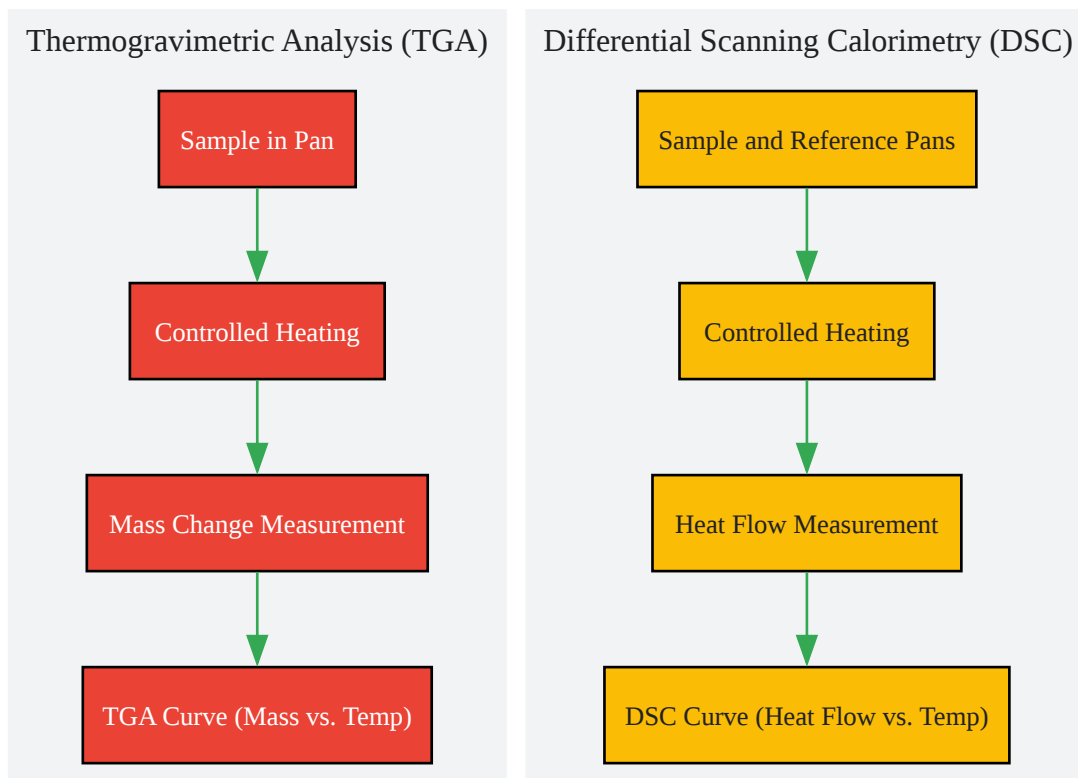 Thermogravimetric Analysis (TGA)
Sample in Pan
Controlled Heating
Mass Change Measurement
TGA Curve (Mass vs. Temp)
Differential Scanning Calorimetry (DSC)
Sample and Reference Pans
Controlled Heating
Heat Flow Measurement
DSC Curve (Heat Flow vs. Temp)